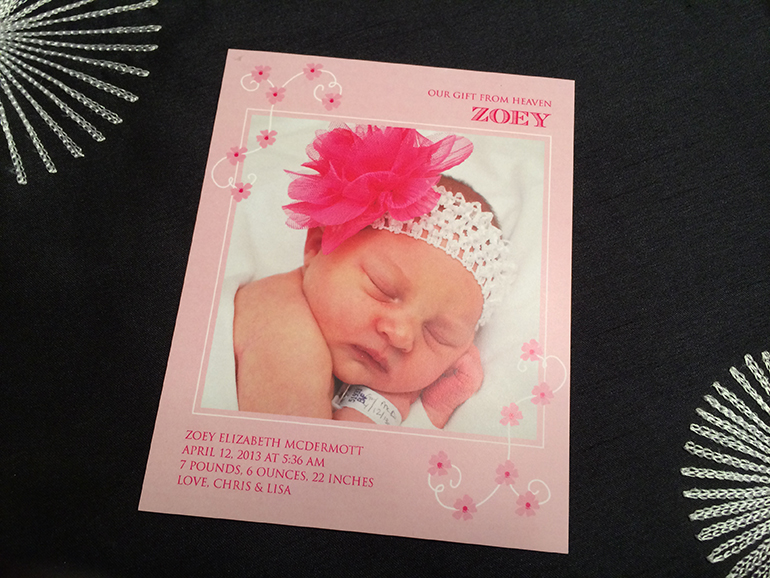 OUR GIFT FROM HEAVEN
ZOEY
ZOEY ELIZABETH MCDERMOTT
APRIL 12, 2013 AT 5:36 AM
7 POUNDS, 6 OUNCES, 22 INCHES
LOVE, CHRIS & LISA